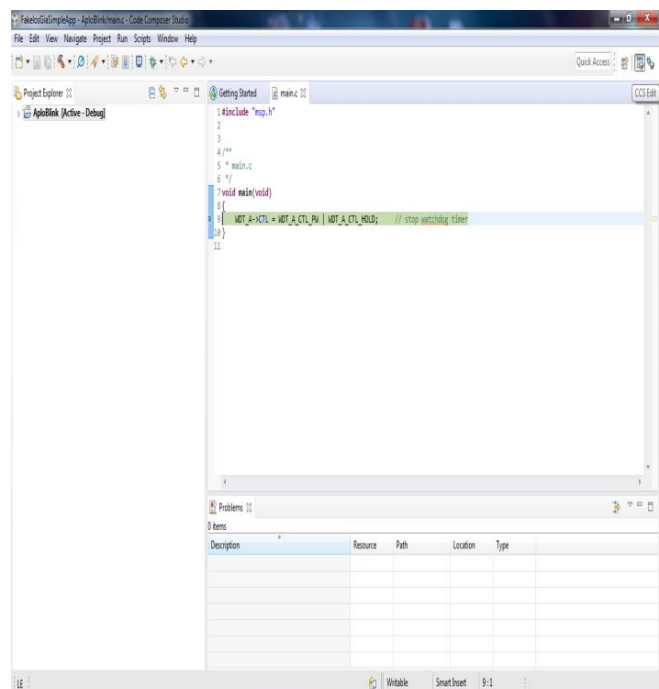 FakelosGiaSimpleApp - AploBlink/main.c - Code Composer Studio
File Edit View Navigate Project Run Scripts Window Help
Quick Access
Project Explorer
Getting Started
main.c
CCS Edit
AploBlink [Active - Debug]
1 #include "msp.h"
2
3
4 /**
5 * main.c
6 */
7 void main(void)
8 {
9 WDT_A->CTL = WDT_A_CTL_PW | WDT_A_CTL_HOLD; // stop watchdog timer
10 }
11
Problems
0 items
Description Resource Path Location Type
LE Writable Smart Insert 9:1